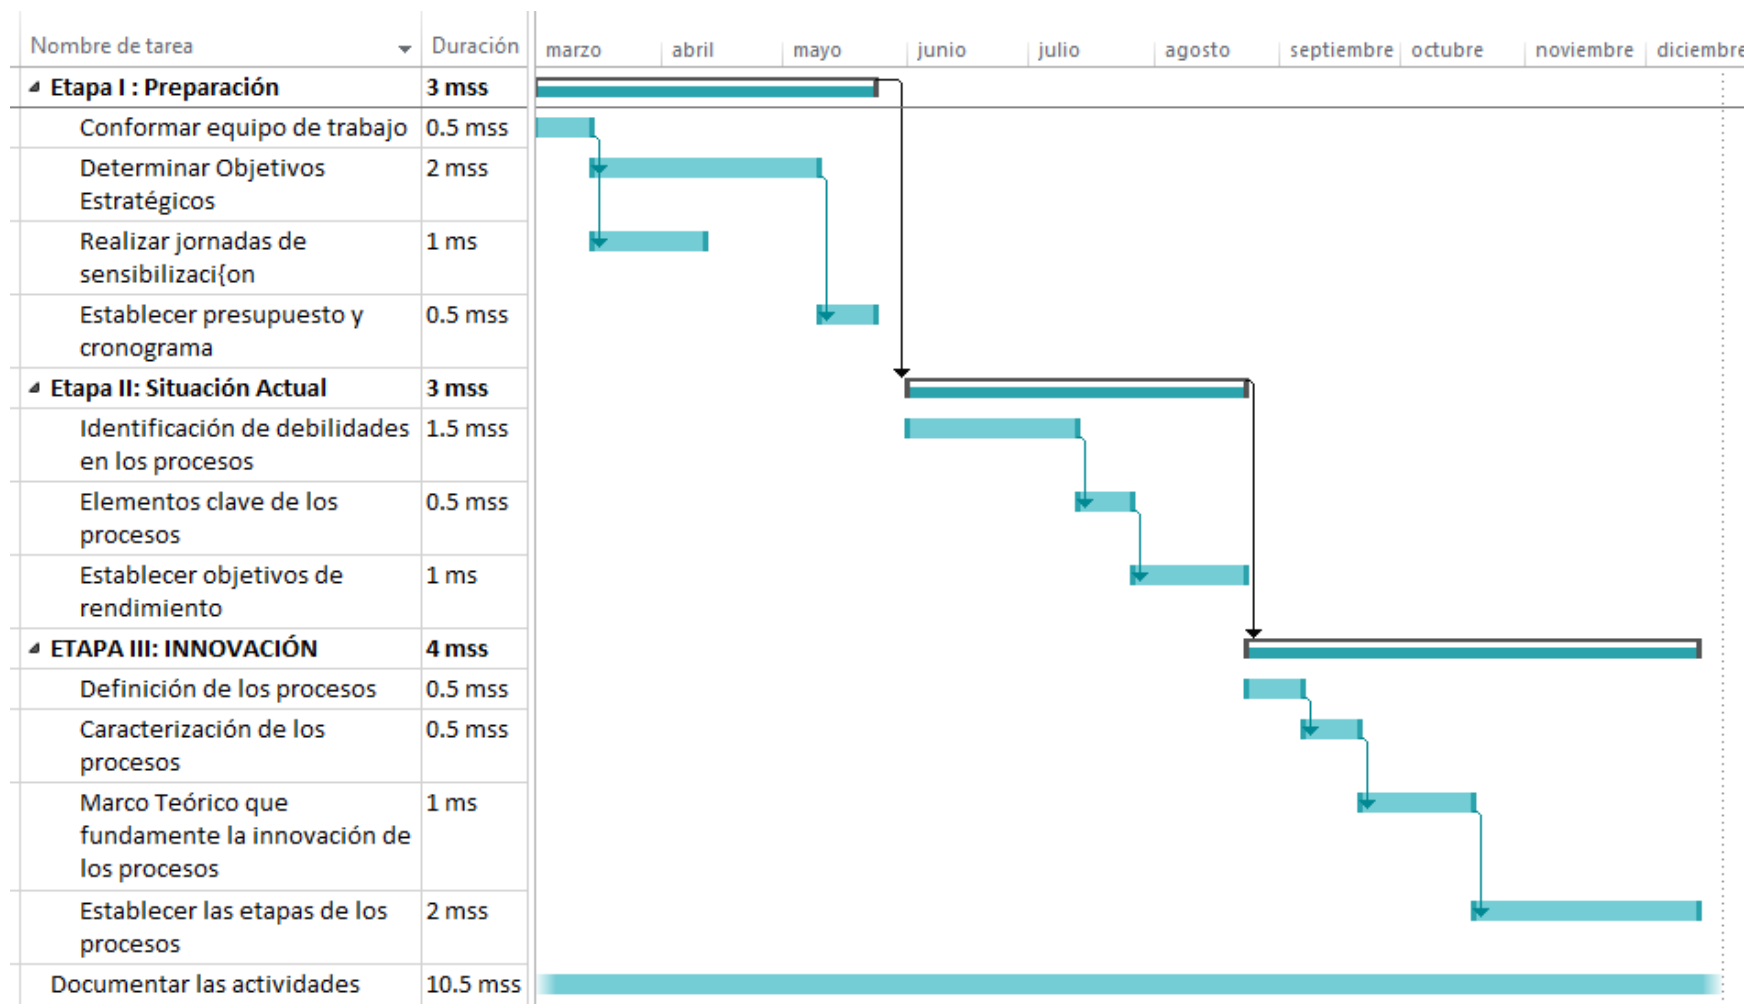 Nombre de tarea Duración marzo abril mayo junio julio agosto septiembre octubre noviembre diciembre
Etapa I : Preparación 3 mss
Conformar equipo de trabajo 0.5 mss
Determinar Objetivos 2 mss
Estratégicos
Realizar jornadas de 1 ms
sensibilizaci{on
Establecer presupuesto y 0.5 mss
cronograma
Etapa II: Situación Actual 3 mss
Identificación de debilidades 1.5 mss
en los procesos
Elementos clave de los 0.5 mss
procesos
Establecer objetivos de 1 ms
rendimiento
ETAPA III: INNOVACIÓN 4 mss
Definición de los procesos 0.5 mss
Caracterización de los 0.5 mss
procesos
Marco Teórico que 1 ms
fundamente la innovación de
los procesos
Establecer las etapas de los 2 mss
procesos
Documentar las actividades 10.5 mss